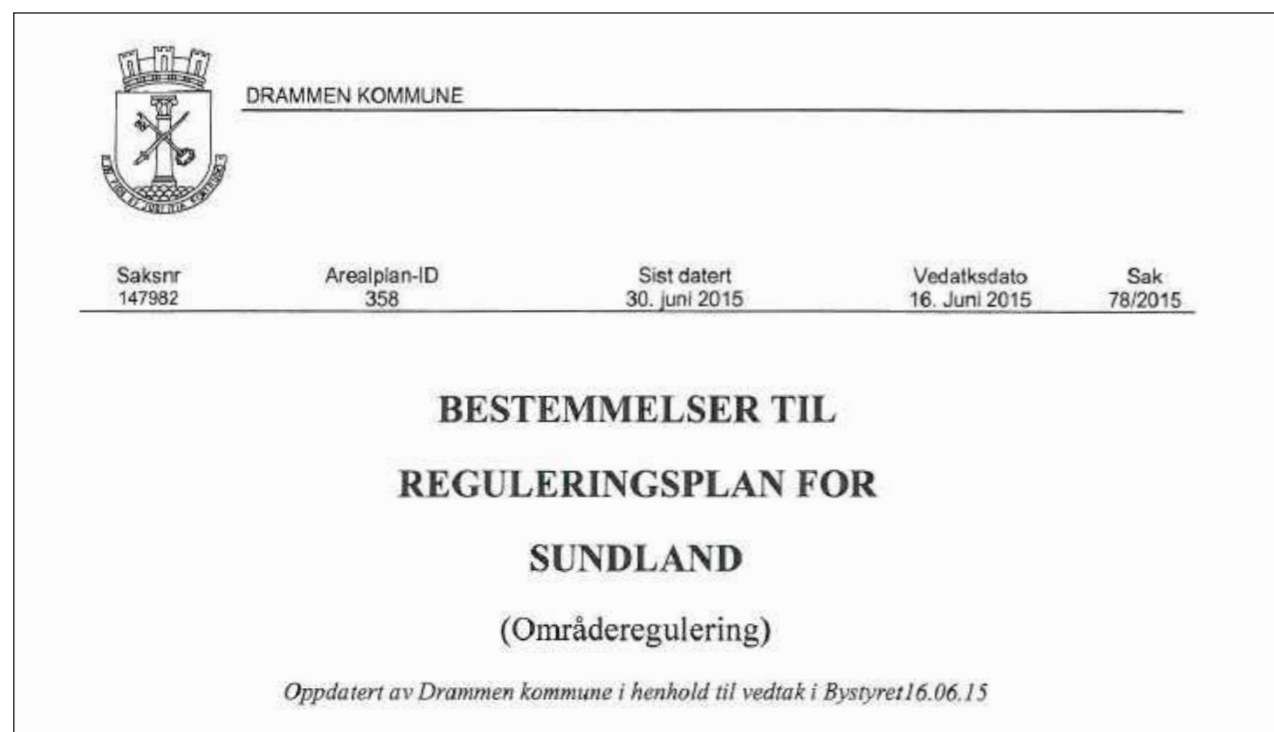 DRAMMEN KOMMUNE
Saksnr Arealplan-ID Sist datert Vedatksdato Sak
147982 358 30. juni 2015 16. Juni 2015 78/2015
BESTEMMELSER TIL
REGULERINGSPLAN FOR
SUNDLAND
(Områderegulering)
Oppdatert av Drammen kommune i henhold til vedtak i Bystyret16.06.15